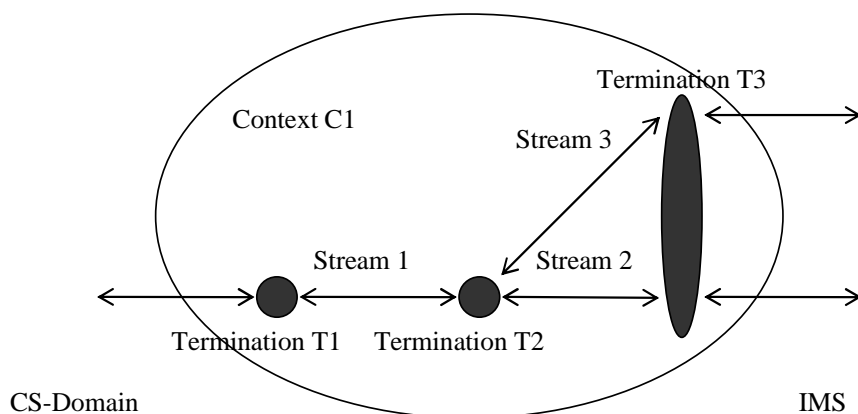 Termination T3
Context C1
Stream 3
Stream 1
Stream 2
Termination T1
Termination T2
CS-Domain
IMS